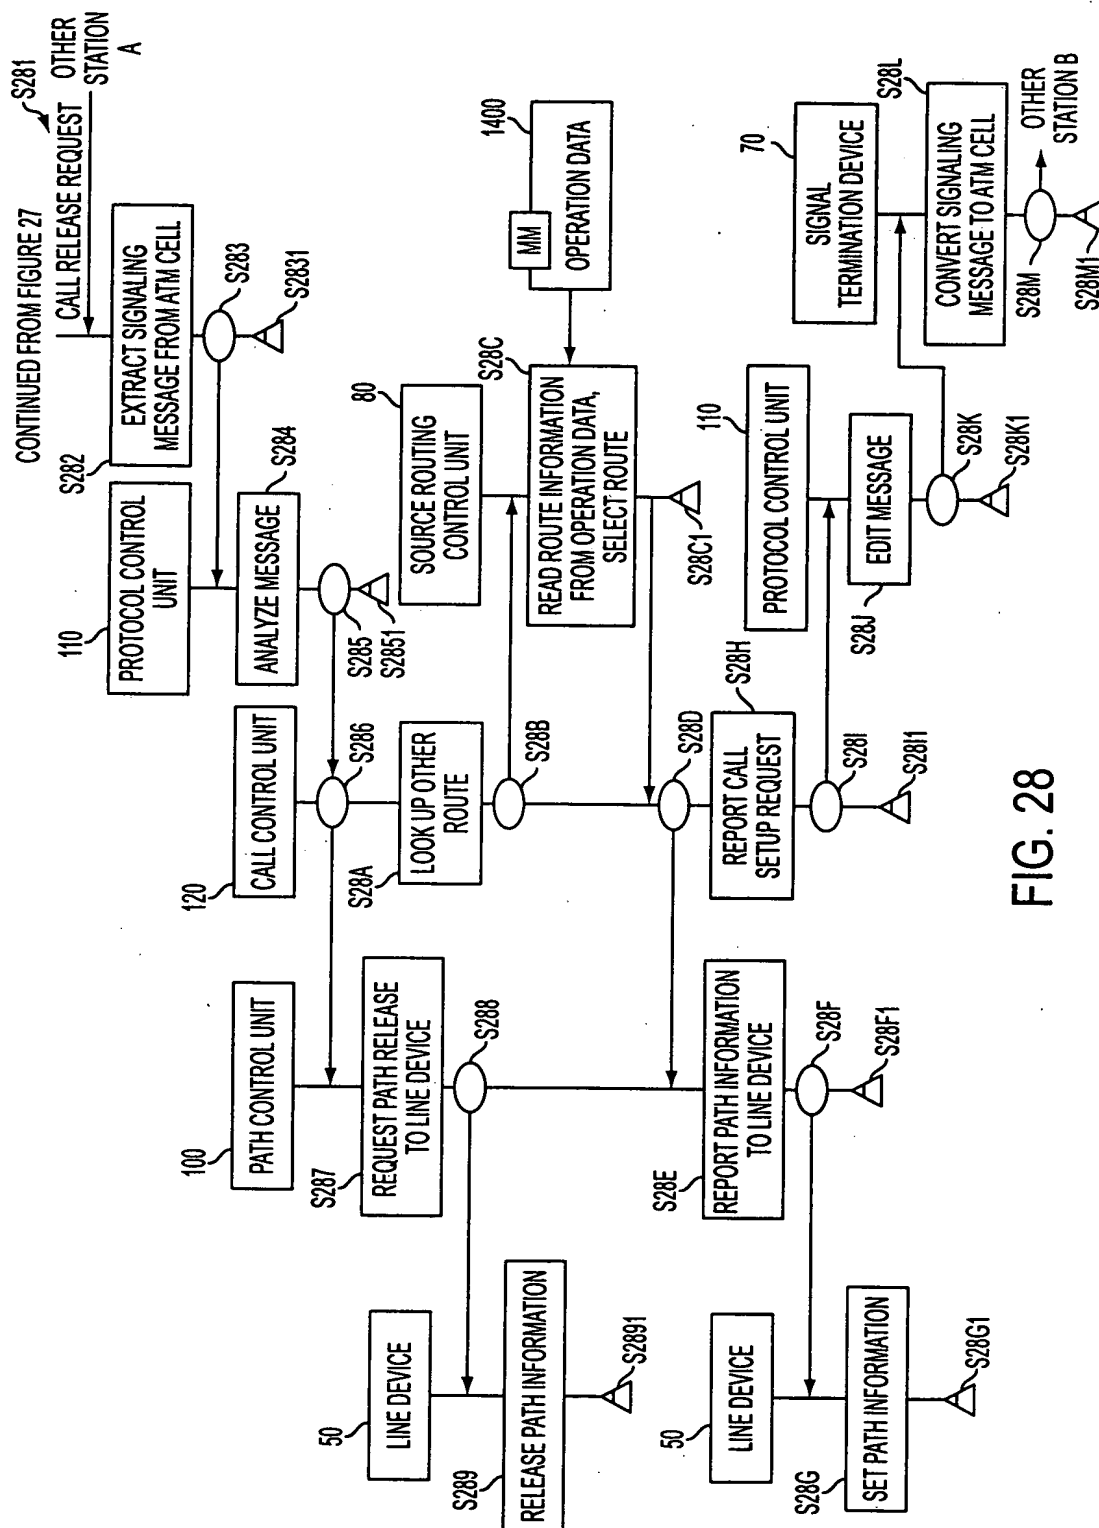 CONTINUED FROM FIGURE 27
CALL RELEASE REQUEST
S281
OTHER
STATION
A
S282
EXTRACT SIGNALING
MESSAGE FROM ATM CELL
S283
S2831
110
PROTOCOL CONTROL
UNIT
ANALYZE MESSAGE
S284
S285
S2851
120
CALL CONTROL UNIT
S286
S28A
LOOK UP OTHER
ROUTE
S28B
S28D
REPORT CALL
SETUP REQUEST
S28H
S28I
S28I1
80
SOURCE ROUTING
CONTROL UNIT
S28C
READ ROUTE INFORMATION
FROM OPERATION DATA,
SELECT ROUTE
S28C1
1400
MM
OPERATION DATA
100
PATH CONTROL UNIT
S287
REQUEST PATH RELEASE
TO LINE DEVICE
S288
S28E
REPORT PATH INFORMATION
TO LINE DEVICE
S28F
S28F1
50
LINE DEVICE
S289
RELEASE PATH INFORMATION
S2891
50
LINE DEVICE
S28G
SET PATH INFORMATION
S28G1
110
PROTOCOL CONTROL UNIT
EDIT MESSAGE
S28J
S28K
S28K1
70
SIGNAL
TERMINATION DEVICE
S28L
CONVERT SIGNALING
MESSAGE TO ATM CELL
S28M
OTHER
STATION B
S28M1
FIG. 28